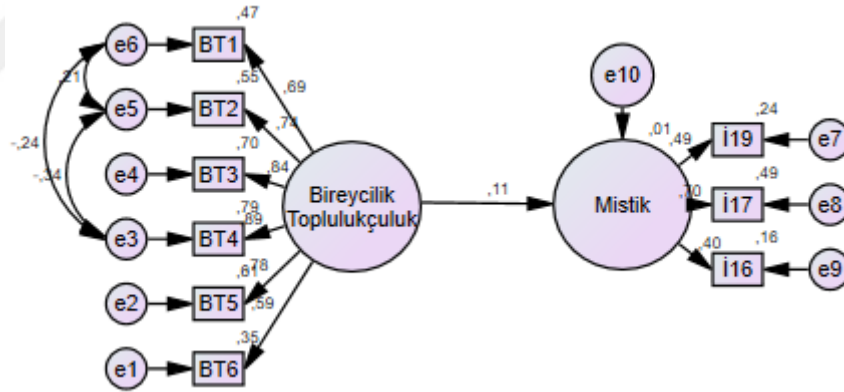 ,47
e6
BT1
,21
,69
,55
e5
BT2
,74
-,24
,70
e4
BT3
,84
-,34
,79
e3
BT4
,89
,78
,61
e2
BT5
,59
,35
e1
BT6
Bireycilik
Toplulukçuluk
,11
e10
,01
Mistik
,49
,24
İ19
e7
,70
,49
İ17
e8
,40
,16
İ16
e9